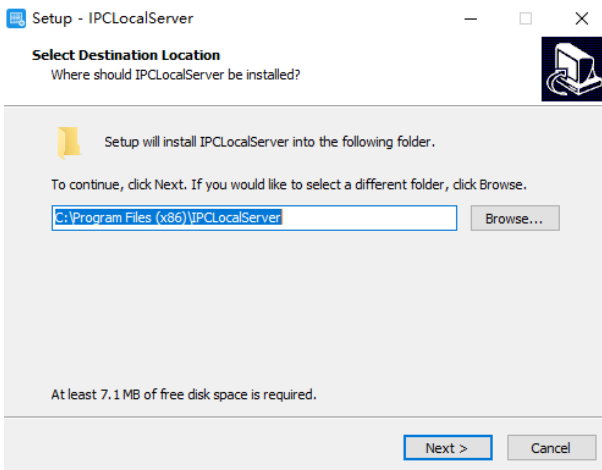 Setup - IPCLocalServer
Select Destination Location
Where should IPCLocalServer be installed?
Setup will install IPCLocalServer into the following folder.
To continue, click Next. If you would like to select a different folder, click Browse.
C:\Program Files (x86)\IPCLocalServer
Browse...
At least 7.1 MB of free disk space is required.
Next >
Cancel